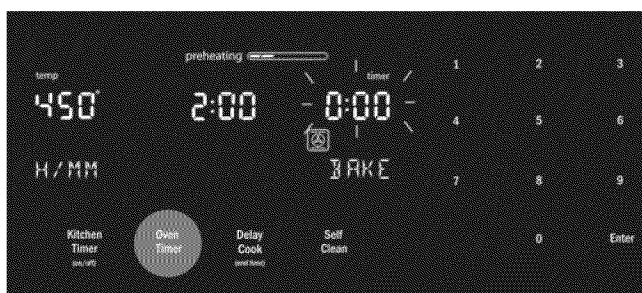 preheating
temp
timer
450°
2:00
0:00
H/MM
BAKE
1 2 3
4 5 6
7 8 9
0 Enter
Kitchen Timer (on/off)
Oven Timer
Delay Cook (end time)
Self Clean